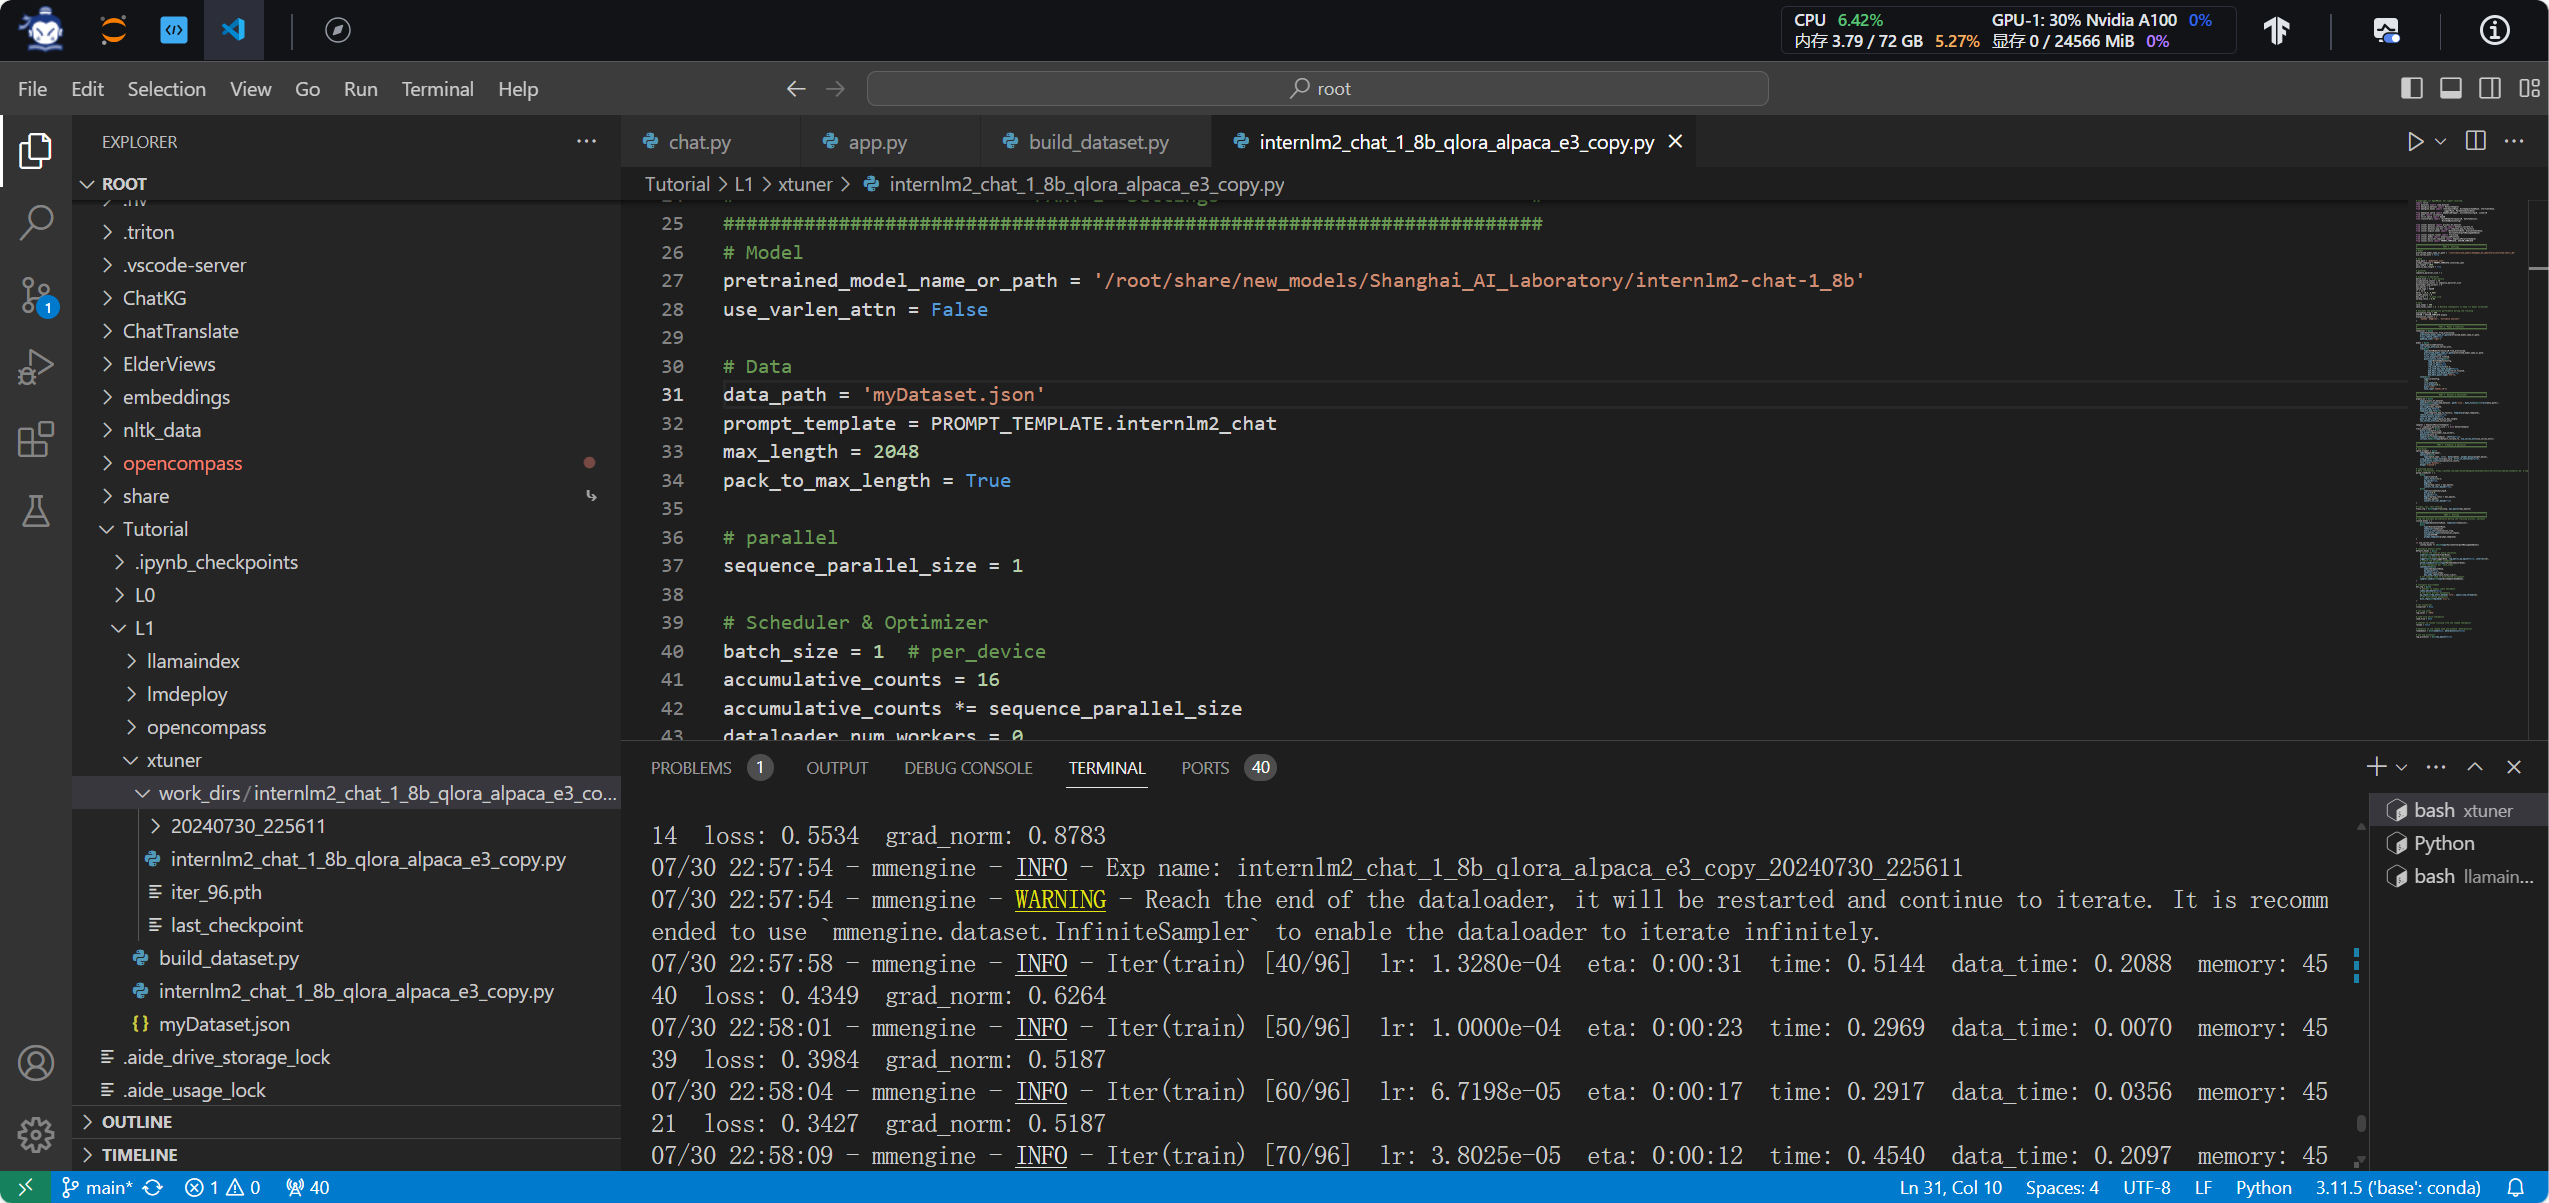 CPU 6.42%
GPU-1: 30% Nvidia A100 0%
内存 3.79 / 72 GB 5.27%
显存 0 / 24566 MiB 0%
File Edit Selection View Go Run Terminal Help
root
EXPLORER
ROOT
.nv
.triton
.vscode-server
ChatKG
ChatTranslate
ElderViews
embeddings
nltk_data
opencompass
share
Tutorial
.ipynb_checkpoints
L0
L1
llamaindex
lmdeploy
opencompass
xtuner
work_dirs/internlm2_chat_1_8b_qlora_alpaca_e3_co...
20240730_225611
internlm2_chat_1_8b_qlora_alpaca_e3_copy.py
iter_96.pth
last_checkpoint
build_dataset.py
internlm2_chat_1_8b_qlora_alpaca_e3_copy.py
myDataset.json
.aide_drive_storage_lock
.aide_usage_lock
OUTLINE
TIMELINE
1
chat.py app.py build_dataset.py internlm2_chat_1_8b_qlora_alpaca_e3_copy.py
Tutorial > L1 > xtuner > internlm2_chat_1_8b_qlora_alpaca_e3_copy.py
25 #######################################################################
26 # Model
27 pretrained_model_name_or_path = '/root/share/new_models/Shanghai_AI_Laboratory/internlm2-chat-1_8b'
28 use_varlen_attn = False
29
30 # Data
31 data_path = 'myDataset.json'
32 prompt_template = PROMPT_TEMPLATE.internlm2_chat
33 max_length = 2048
34 pack_to_max_length = True
35
36 # parallel
37 sequence_parallel_size = 1
38
39 # Scheduler & Optimizer
40 batch_size = 1 # per_device
41 accumulative_counts = 16
42 accumulative_counts *= sequence_parallel_size
43 dataloader_num_workers = 0
PROBLEMS 1 OUTPUT DEBUG CONSOLE TERMINAL PORTS 40
14 loss: 0.5534 grad_norm: 0.8783
07/30 22:57:54 - mmengine - INFO - Exp name: internlm2_chat_1_8b_qlora_alpaca_e3_copy_20240730_225611
07/30 22:57:54 - mmengine - WARNING - Reach the end of the dataloader, it will be restarted and continue to iterate. It is recomm
ended to use `mmengine.dataset.InfiniteSampler` to enable the dataloader to iterate infinitely.
07/30 22:57:58 - mmengine - INFO - Iter(train) [40/96] lr: 1.3280e-04 eta: 0:00:31 time: 0.5144 data_time: 0.2088 memory: 45
40 loss: 0.4349 grad_norm: 0.6264
07/30 22:58:01 - mmengine - INFO - Iter(train) [50/96] lr: 1.0000e-04 eta: 0:00:23 time: 0.2969 data_time: 0.0070 memory: 45
39 loss: 0.3984 grad_norm: 0.5187
07/30 22:58:04 - mmengine - INFO - Iter(train) [60/96] lr: 6.7198e-05 eta: 0:00:17 time: 0.2917 data_time: 0.0356 memory: 45
21 loss: 0.3427 grad_norm: 0.5187
07/30 22:58:09 - mmengine - INFO - Iter(train) [70/96] lr: 3.8025e-05 eta: 0:00:12 time: 0.4540 data_time: 0.2097 memory: 45
bash xtuner
Python
bash llamain...
main* 1 0 40
Ln 31, Col 10 Spaces: 4 UTF-8 LF Python 3.11.5 ('base': conda)